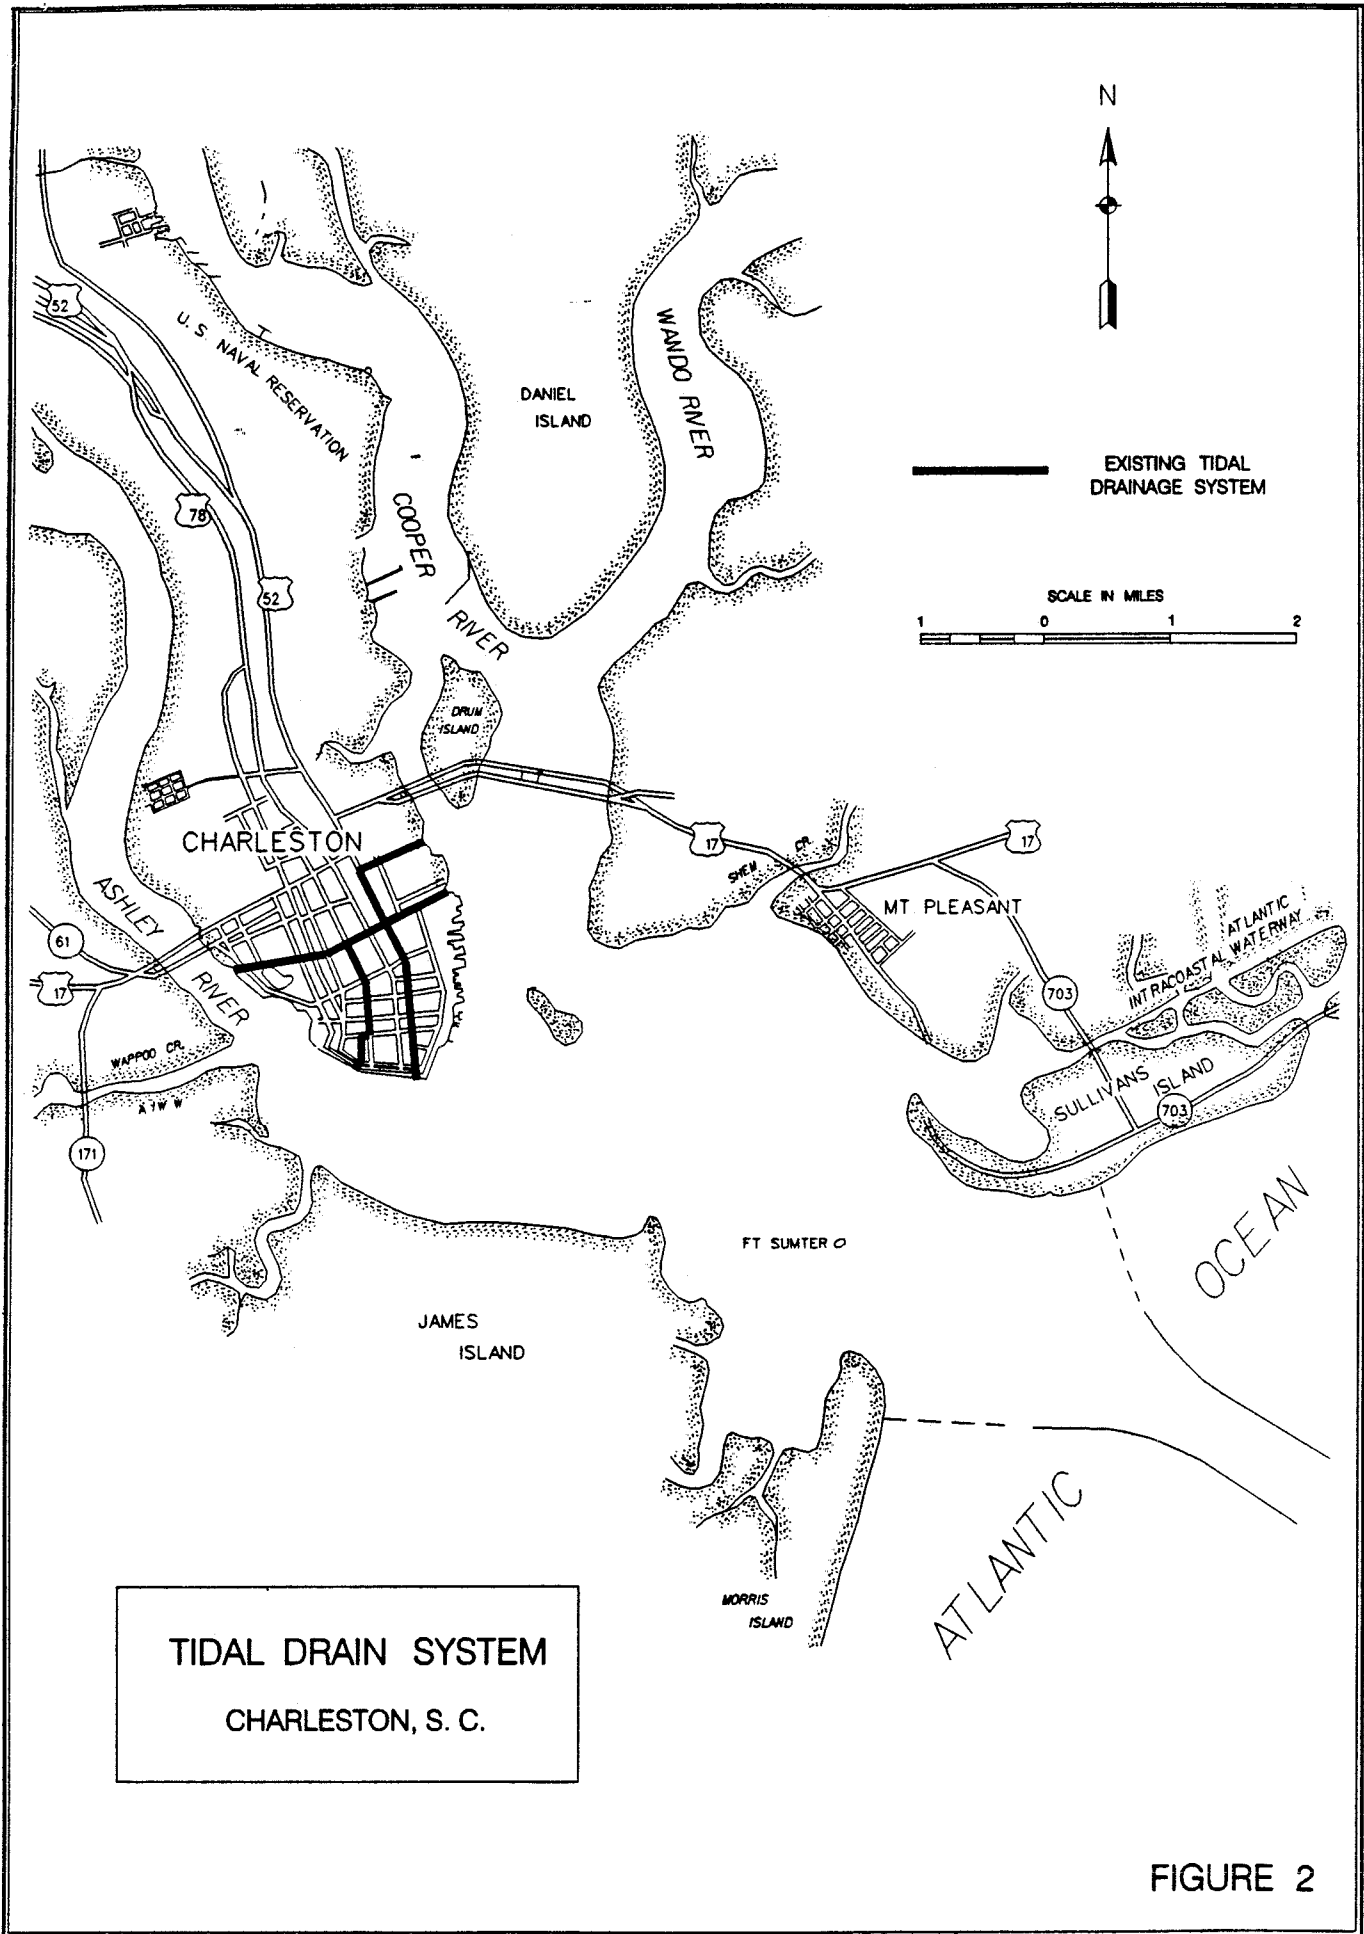 N
52
U. S NAVAL RESERVATION
DANIEL
ISLAND
WANDO RIVER
EXISTING TIDAL
DRAINAGE SYSTEM
78
COOPER
RIVER
52
SCALE IN MILES
1 0 1 2
DRUM
ISLAND
CHARLESTON
17
SHEM CR.
17
ASHLEY
RIVER
MT. PLEASANT
ATLANTIC
INTRACOASTAL WATERWAY
61
17
703
WAPPOO CR.
A I W W
SULLIVANS
ISLAND
703
171
FT SUMTER
OCEAN
JAMES
ISLAND
ATLANTIC
MORRIS
ISLAND
TIDAL DRAIN SYSTEM
CHARLESTON, S. C.
FIGURE 2